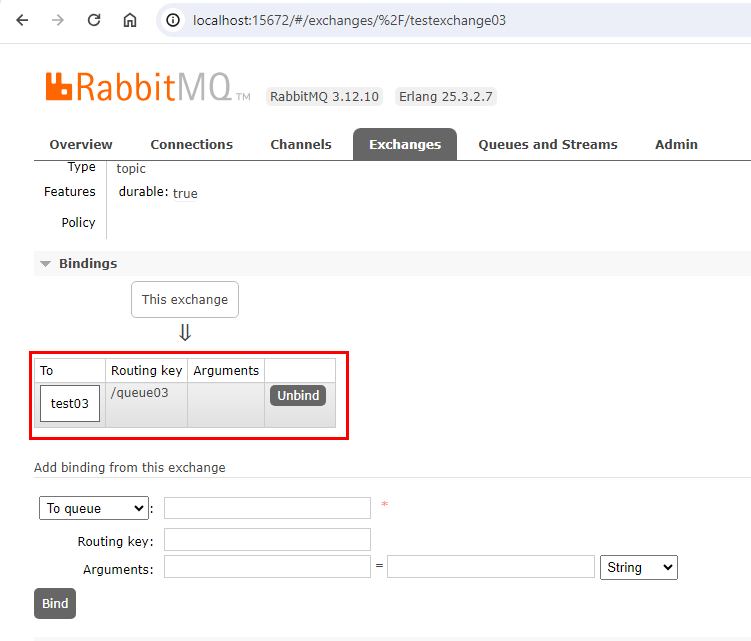 localhost:15672/#/exchanges/%2F/testexchange03
RabbitMQ TM RabbitMQ 3.12.10 Erlang 25.3.2.7
Overview Connections Channels Exchanges Queues and Streams Admin
Type topic
Features durable: true
Policy
Bindings
This exchange
⇓
To Routing key Arguments
test03 /queue03 Unbind
Add binding from this exchange
To queue : *
Routing key:
Arguments: = String
Bind